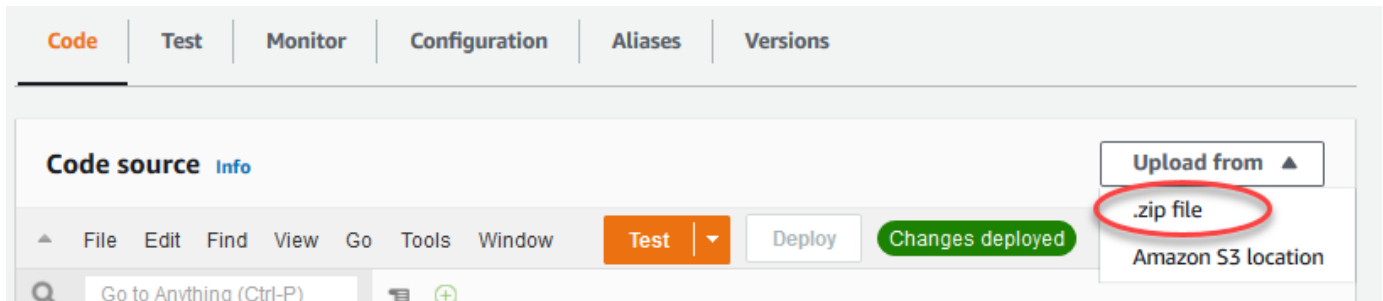 Code Test Monitor Configuration Aliases Versions
Code source Info
Upload from
.zip file
Amazon S3 location
File Edit Find View Go Tools Window Test Deploy Changes deployed
Go to Anything (Ctrl-P)